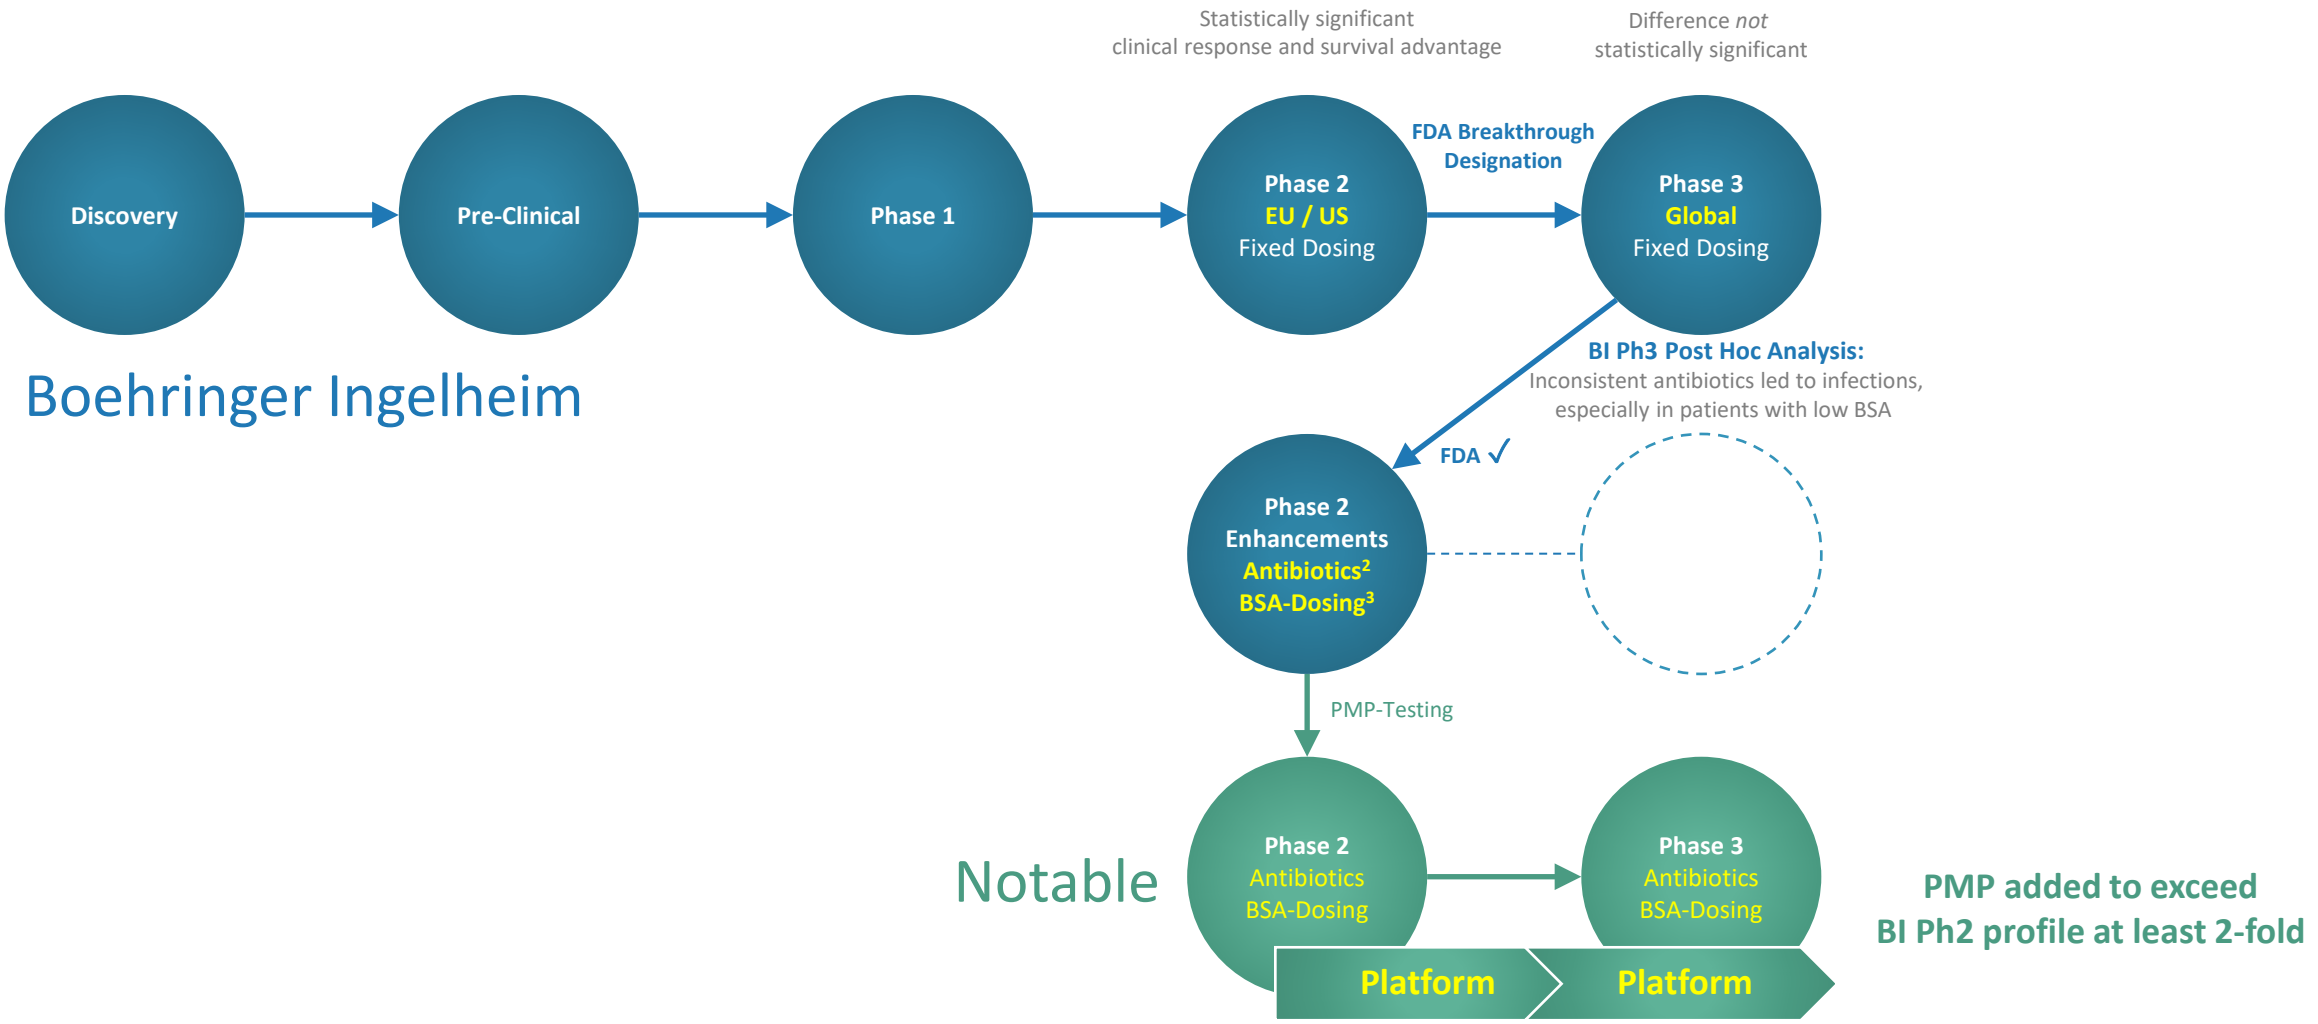 Statistically significant
clinical response and survival advantage
Difference not
statistically significant
Discovery
Pre-Clinical
Phase 1
Phase 2
EU / US
Fixed Dosing
FDA Breakthrough
Designation
Phase 3
Global
Fixed Dosing
Boehringer Ingelheim
BI Ph3 Post Hoc Analysis:
Inconsistent antibiotics led to infections,
especially in patients with low BSA
FDA ✓
Phase 2
Enhancements
Antibiotics²
BSA-Dosing³
PMP-Testing
Notable
Phase 2
Antibiotics
BSA-Dosing
Phase 3
Antibiotics
BSA-Dosing
Platform
Platform
PMP added to exceed
BI Ph2 profile at least 2-fold